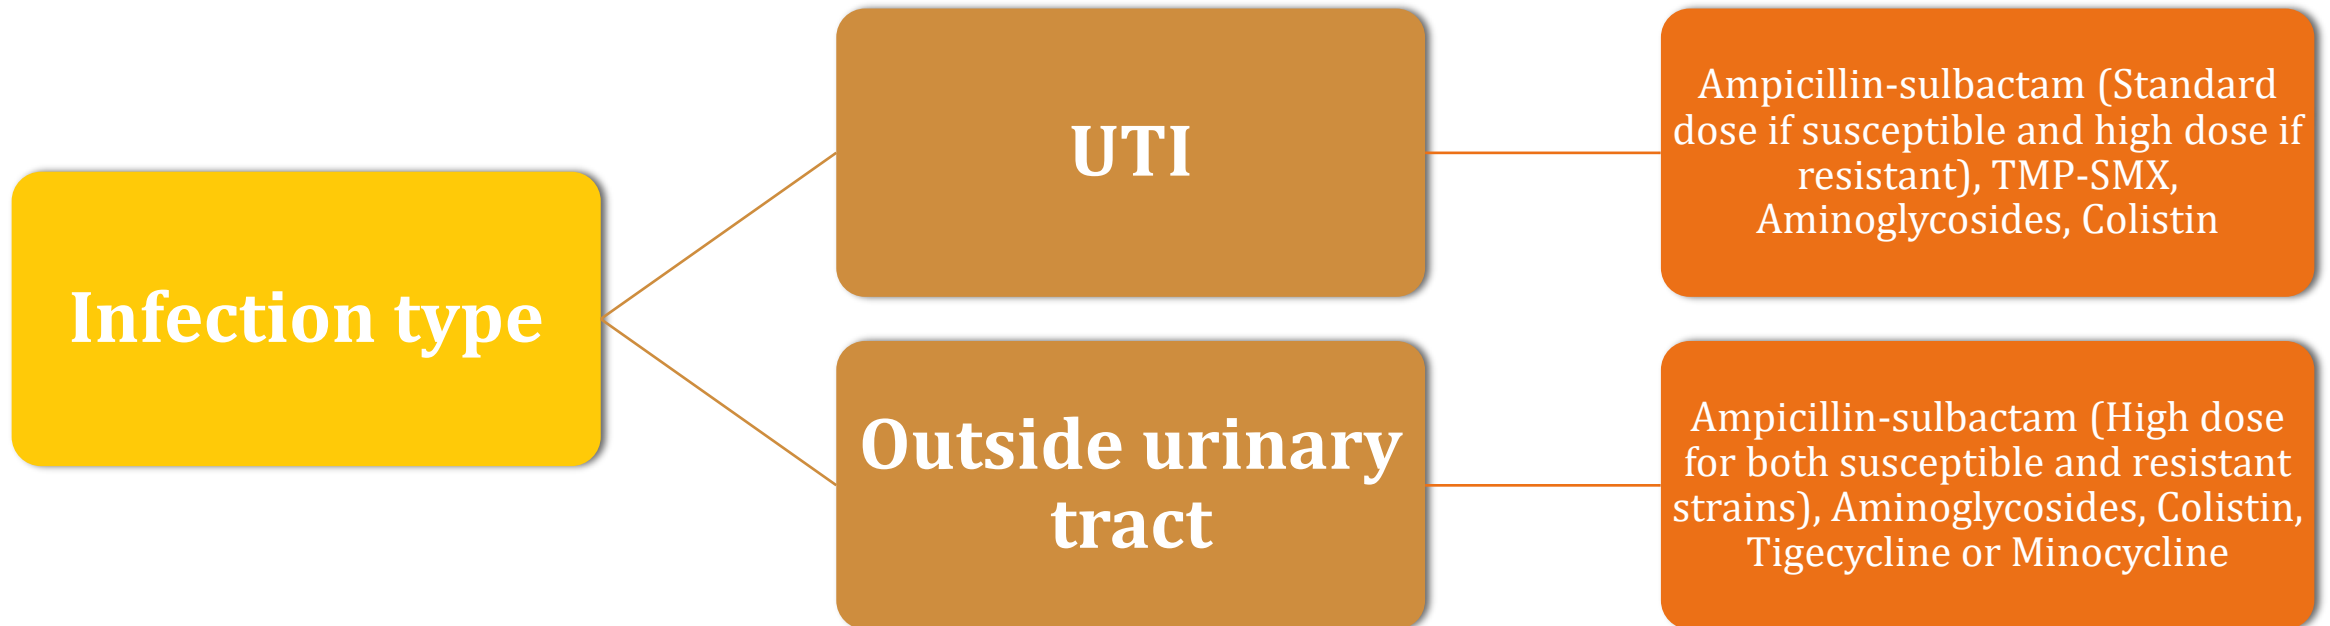 Infection type
UTI
Ampicillin-sulbactam (Standard
dose if susceptible and high dose if
resistant), TMP-SMX,
Aminoglycosides, Colistin
Outside urinary
tract
Ampicillin-sulbactam (High dose
for both susceptible and resistant
strains), Aminoglycosides, Colistin,
Tigecycline or Minocycline